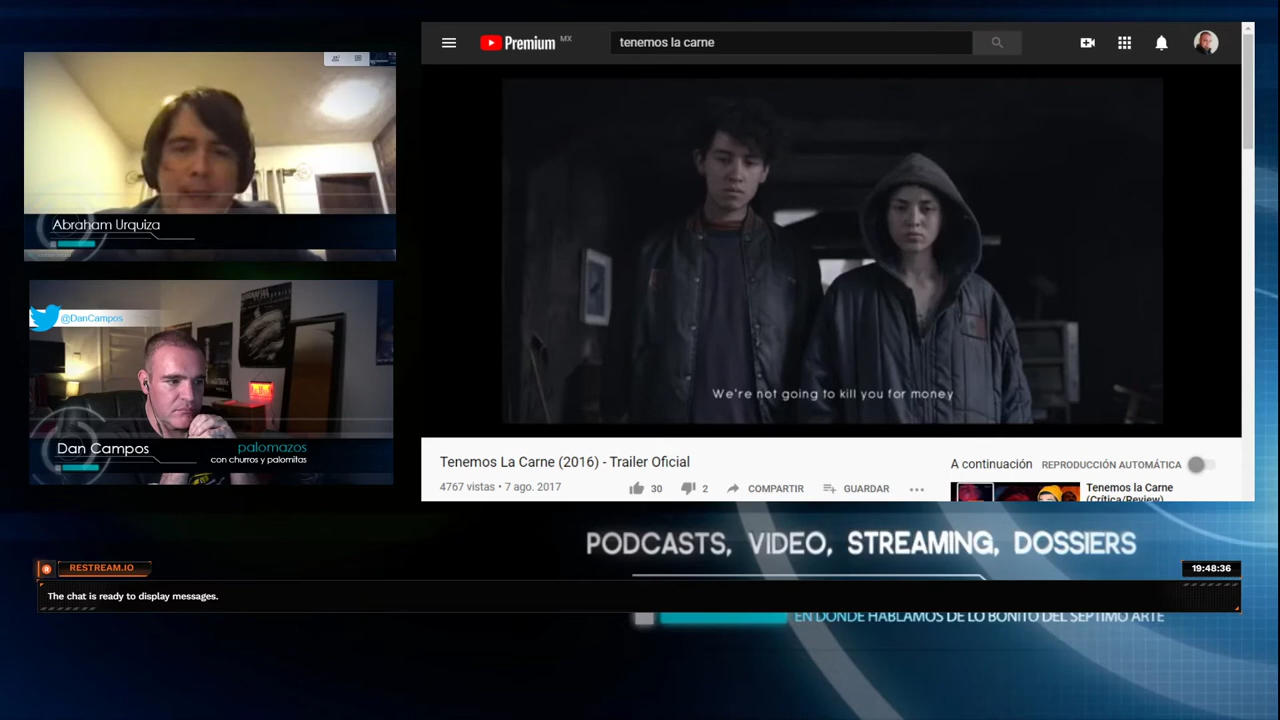 Premium MX
tenemos la carne
Abraham Urquiza
@DanCampos
Dan Campos
palomazos
con churros y palomitas
We're not going to kill you for money
Tenemos La Carne (2016) - Trailer Oficial
4767 vistas • 7 ago. 2017
30
2
COMPARTIR
GUARDAR
A continuación
REPRODUCCIÓN AUTOMÁTICA
Tenemos la Carne
(Crítica/Review)
PODCASTS, VIDEO, STREAMING, DOSSIERS
RESTREAM.IO
19:48:36
The chat is ready to display messages.
EN DONDE HABLAMOS DE LO BONITO DEL SÉPTIMO ARTE